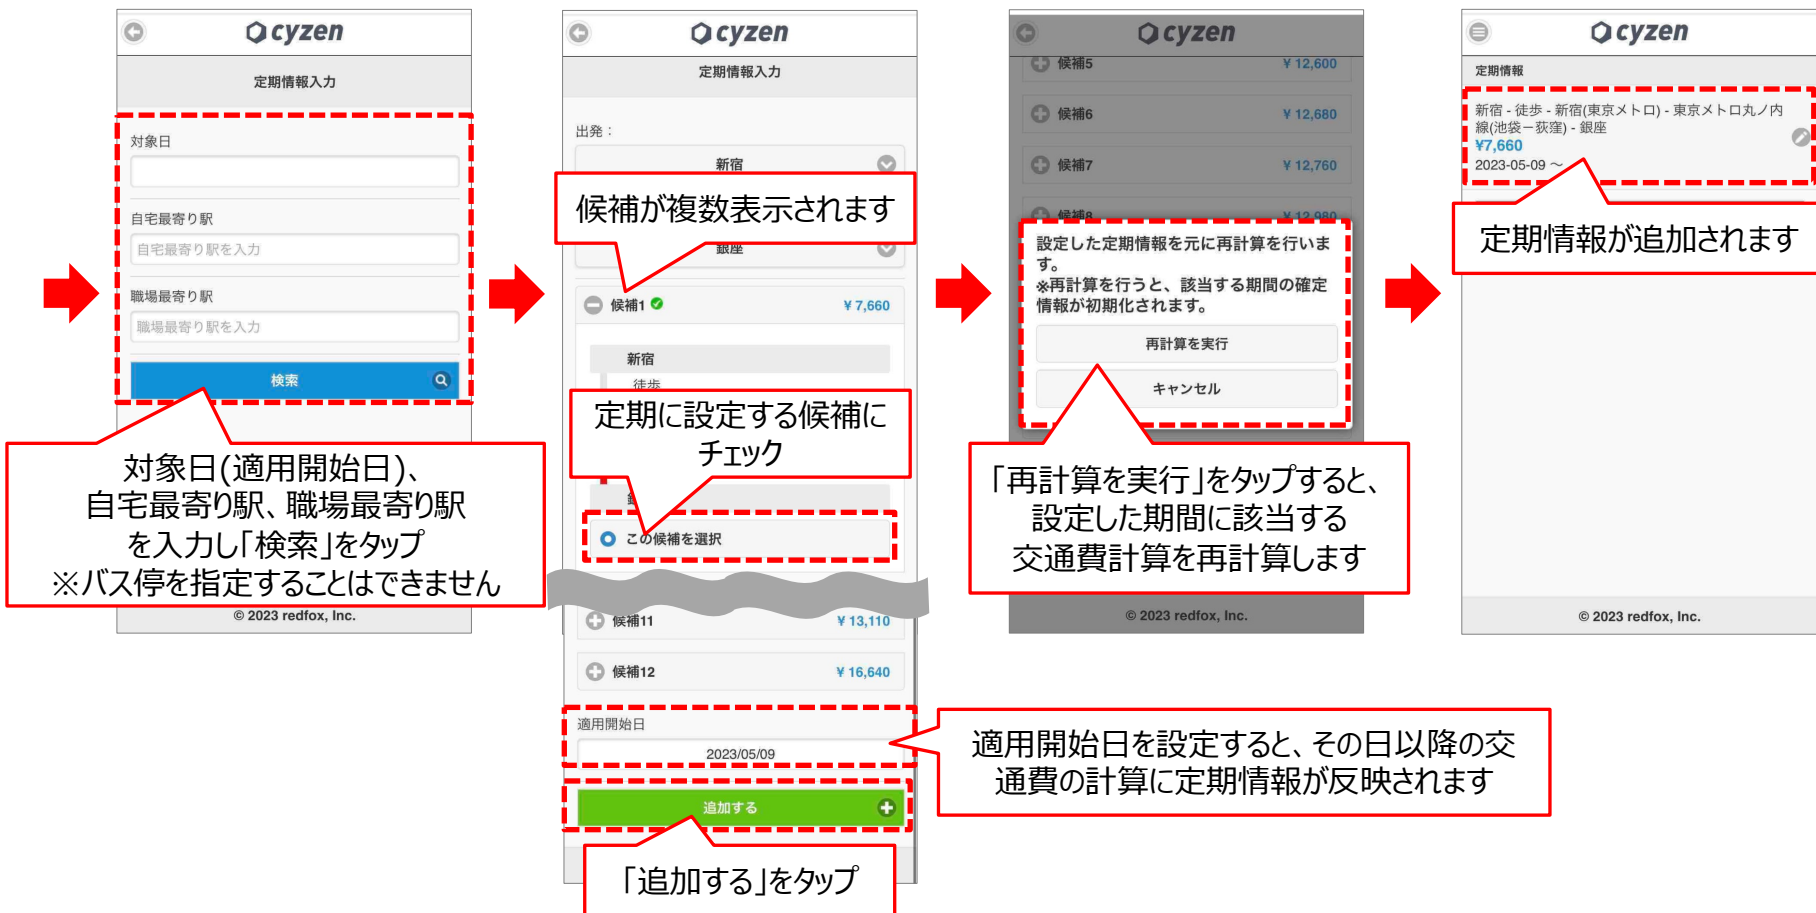 cyzen
定期情報入力
対象日
自宅最寄り駅
自宅最寄り駅を入力
職場最寄り駅
職場最寄り駅を入力
検索
対象日(適用開始日)、
自宅最寄り駅、職場最寄り駅
を入力し「検索」をタップ
※バス停を指定することはできません
© 2023 redfox, Inc.
cyzen
定期情報入力
出発：
新宿
候補が複数表示されます
銀座
候補1
¥ 7,660
新宿
徒歩
定期に設定する候補に
チェック
この候補を選択
候補11
¥ 13,110
候補12
¥ 16,640
適用開始日
2023/05/09
適用開始日を設定すると、その日以降の交
通費の計算に定期情報が反映されます
追加する
「追加する」をタップ
cyzen
候補5
¥ 12,600
候補6
¥ 12,680
候補7
¥ 12,760
候補8
¥ 12,980
設定した定期情報を元に再計算を行いま
す。
※再計算を行うと、該当する期間の確定
情報が初期化されます。
再計算を実行
キャンセル
「再計算を実行」をタップすると、
設定した期間に該当する
交通費計算を再計算します
© 2023 redfox, Inc.
cyzen
定期情報
新宿 - 徒歩 - 新宿(東京メトロ) - 東京メトロ丸ノ内
線(池袋－荻窪) - 銀座
¥7,660
2023-05-09 ～
定期情報が追加されます
© 2023 redfox, Inc.